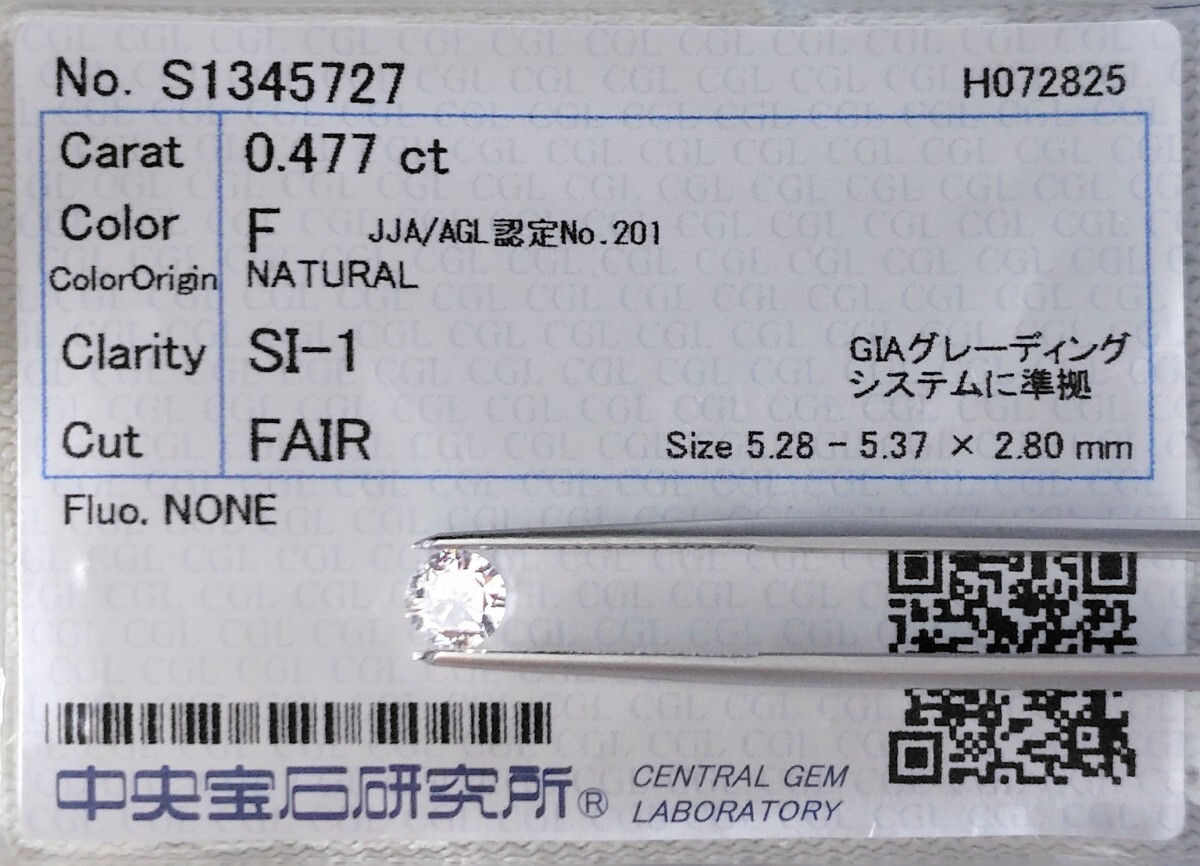 No. S1345727 H072825
Carat 0.477 ct
Color F JJA/AGL認定No.201
ColorOrigin NATURAL
Clarity SI-1
GIAグレーディング
システムに準拠
Cut FAIR Size 5.28-5.37 × 2.80 mm
Fluo. NONE
中央宝石研究所® CENTRAL GEM
LABORATORY